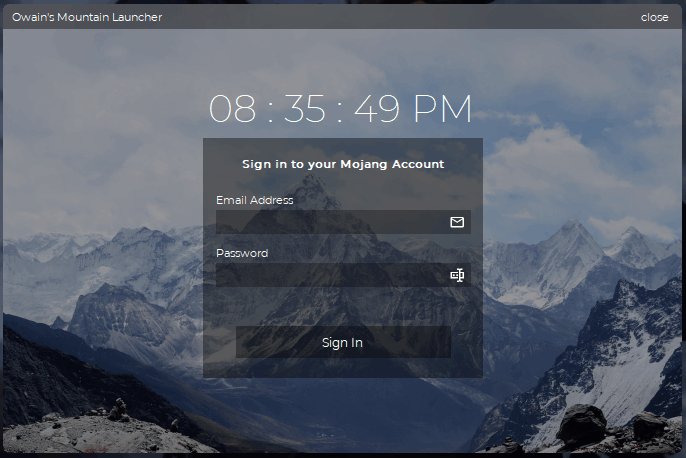 Owain's Mountain Launcher
close
08 : 35 : 49 PM
Sign in to your Mojang Account
Email Address
Password
Sign In